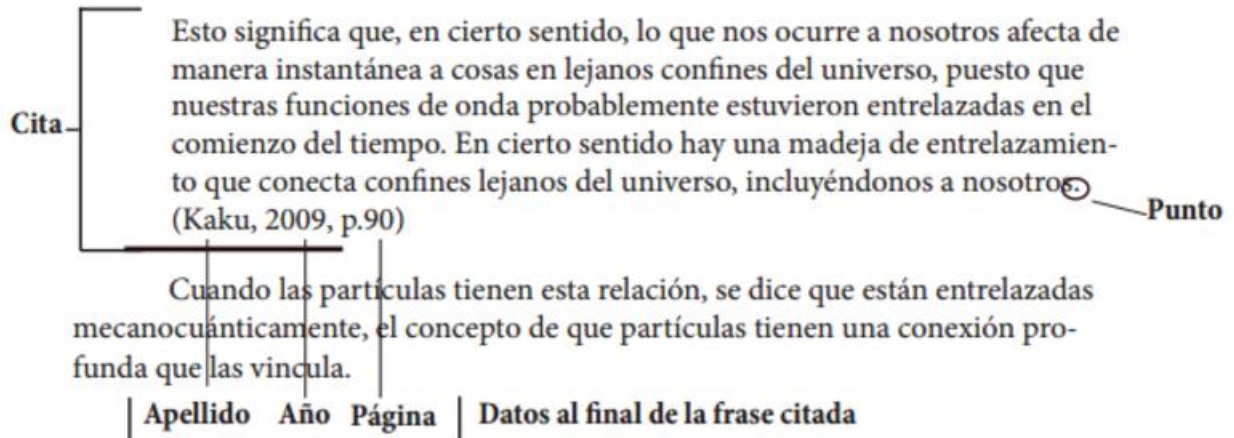 Esto significa que, en cierto sentido, lo que nos ocurre a nosotros afecta de
manera instantánea a cosas en lejanos confines del universo, puesto que
nuestras funciones de onda probablemente estuvieron entrelazadas en el
Cita
comienzo del tiempo. En cierto sentido hay una madeja de entrelazamien-
to que conecta confines lejanos del universo, incluyéndonos a nosotros.
(Kaku, 2009, p.90)
Punto
Cuando las partículas tienen esta relación, se dice que están entrelazadas
mecanocuánticamente, el concepto de que partículas tienen una conexión pro-
funda que las vincula.
Apellido Año Página Datos al final de la frase citada